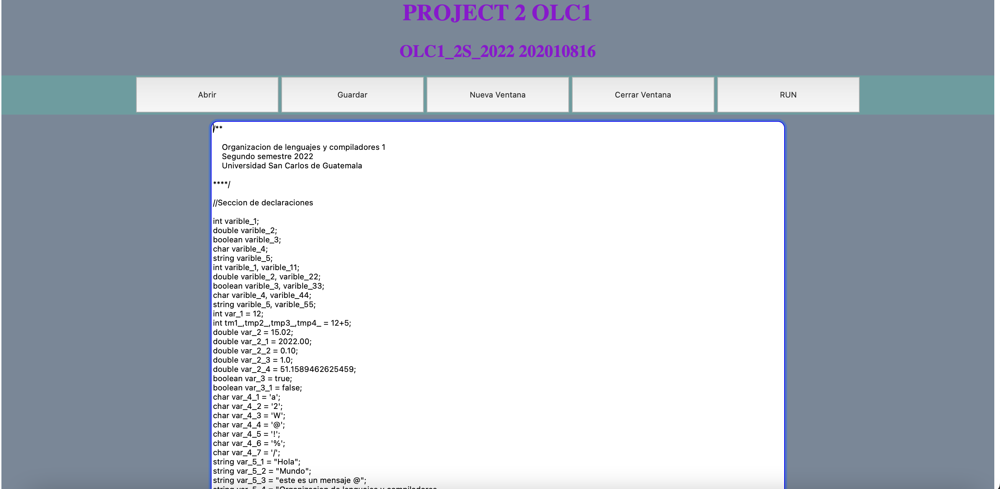 PROJECT 2 OLC1
OLC1_2S_2022 202010816
Abrir Guardar Nueva Ventana Cerrar Ventana RUN
/**
Organizacion de lenguajes y compiladores 1
Segundo semestre 2022
Universidad San Carlos de Guatemala
****/
//Seccion de declaraciones
int varible_1;
double varible_2;
boolean varible_3;
char varible_4;
string varible_5;
int varible_1, varible_11;
double varible_2, varible_22;
boolean varible_3, varible_33;
char varible_4, varible_44;
string varible_5, varible_55;
int var_1 = 12;
int tm1_,tmp2_,tmp3_,tmp4_ = 12+5;
double var_2 = 15.02;
double var_2_1 = 2022.00;
double var_2_2 = 0.10;
double var_2_3 = 1.0;
double var_2_4 = 51.1589462625459;
boolean var_3 = true;
boolean var_3_1 = false;
char var_4_1 = 'a';
char var_4_2 = '2';
char var_4_3 = 'W';
char var_4_4 = '@';
char var_4_5 = '!';
char var_4_6 = '%';
char var_4_7 = '/';
string var_5_1 = "Hola";
string var_5_2 = "Mundo";
string var_5_3 = "este es un mensaje @";
string var_5_4 = "Organizacion de lenguajes y compiladores